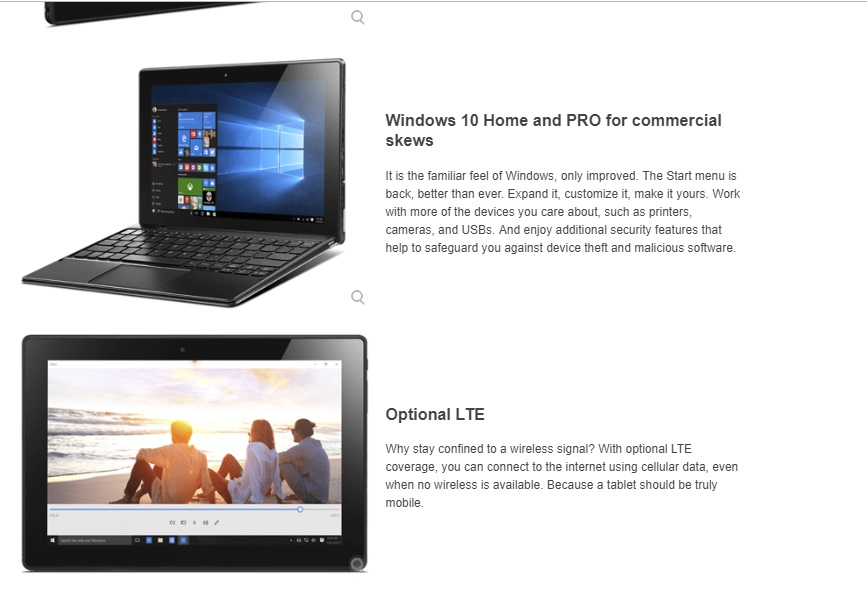 Windows 10 Home and PRO for commercial
skews
It is the familiar feel of Windows, only improved. The Start menu is
back, better than ever. Expand it, customize it, make it yours. Work
with more of the devices you care about, such as printers,
cameras, and USBs. And enjoy additional security features that
help to safeguard you against device theft and malicious software.
Optional LTE
Why stay confined to a wireless signal? With optional LTE
coverage, you can connect to the internet using cellular data, even
when no wireless is available. Because a tablet should be truly
mobile.
Search the web and Windows